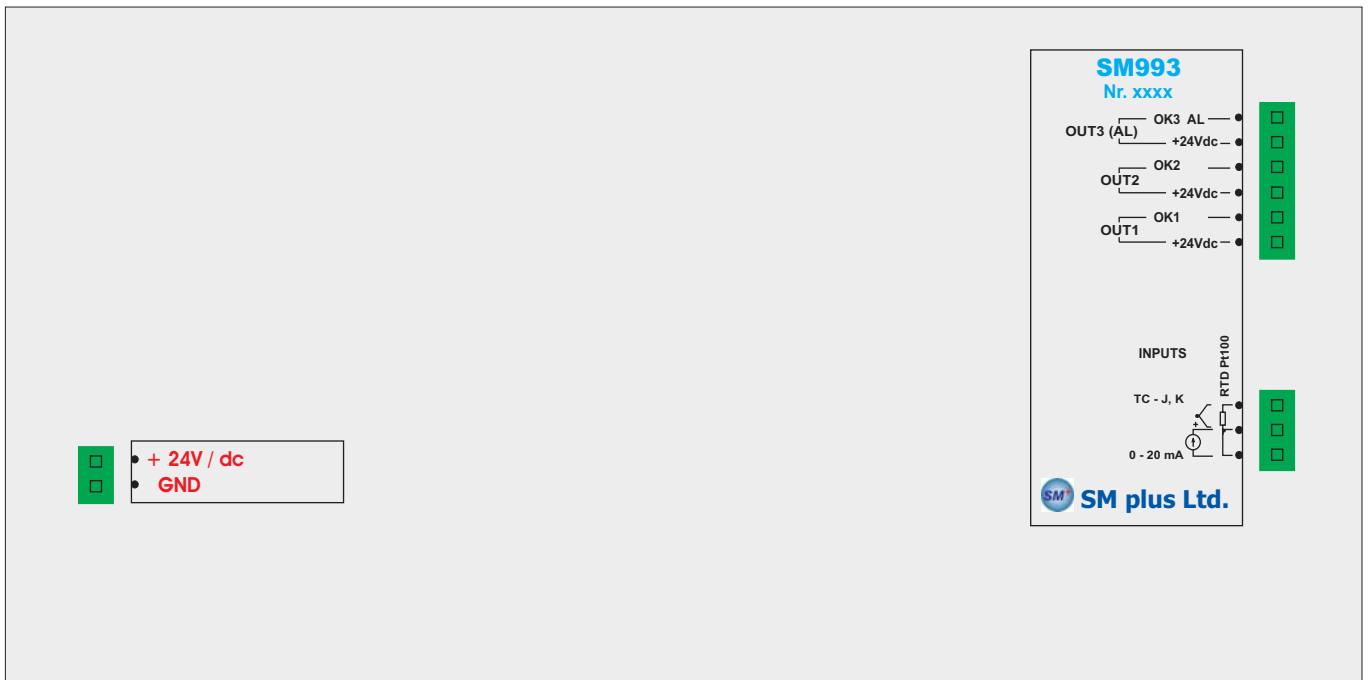 SM993
Nr. xxxx
OK3 AL
OUT3 (AL)
+24Vdc
OK2
OUT2
+24Vdc
OK1
OUT1
+24Vdc
INPUTS
RTD Pt100
TC - J, K
+
0 - 20 mA
SM+ SM plus Ltd.
+ 24V / dc
GND